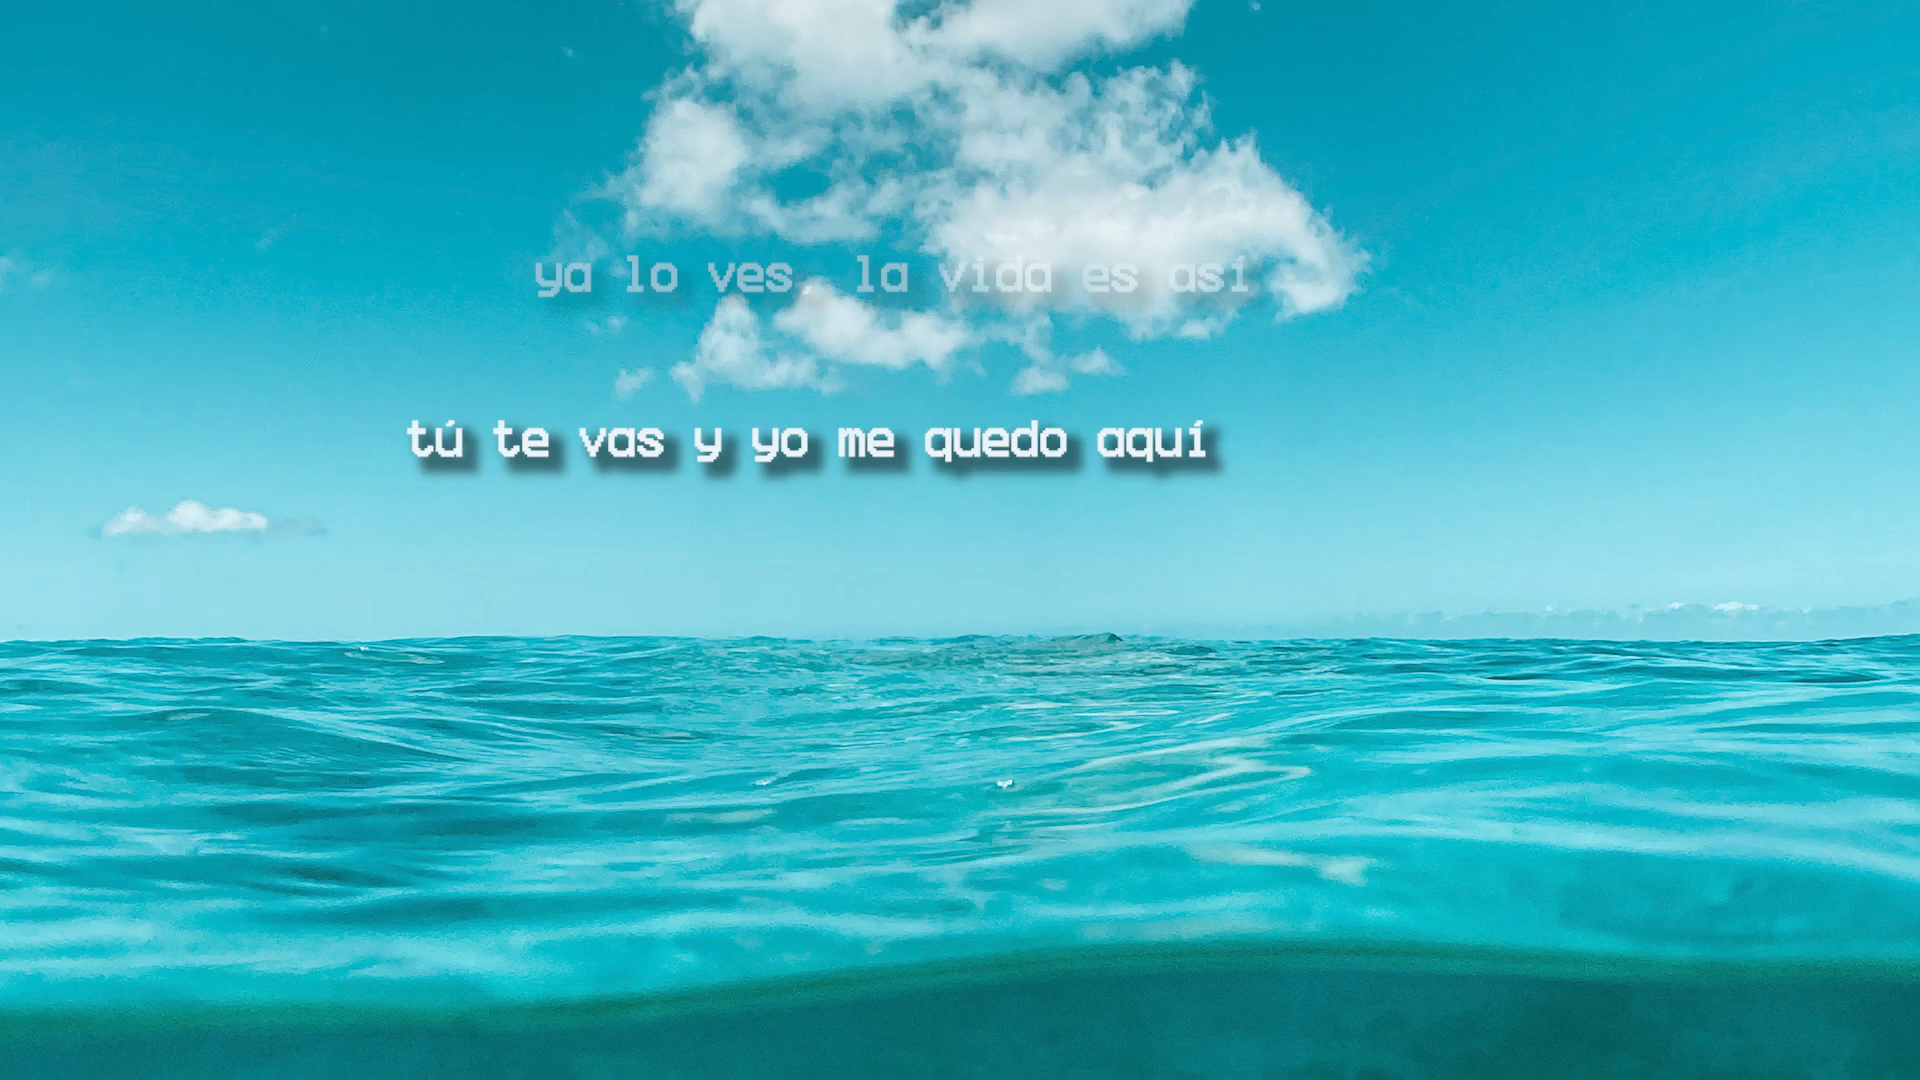 ya lo ves, la vida es así
tú te vas y yo me quedo aquí